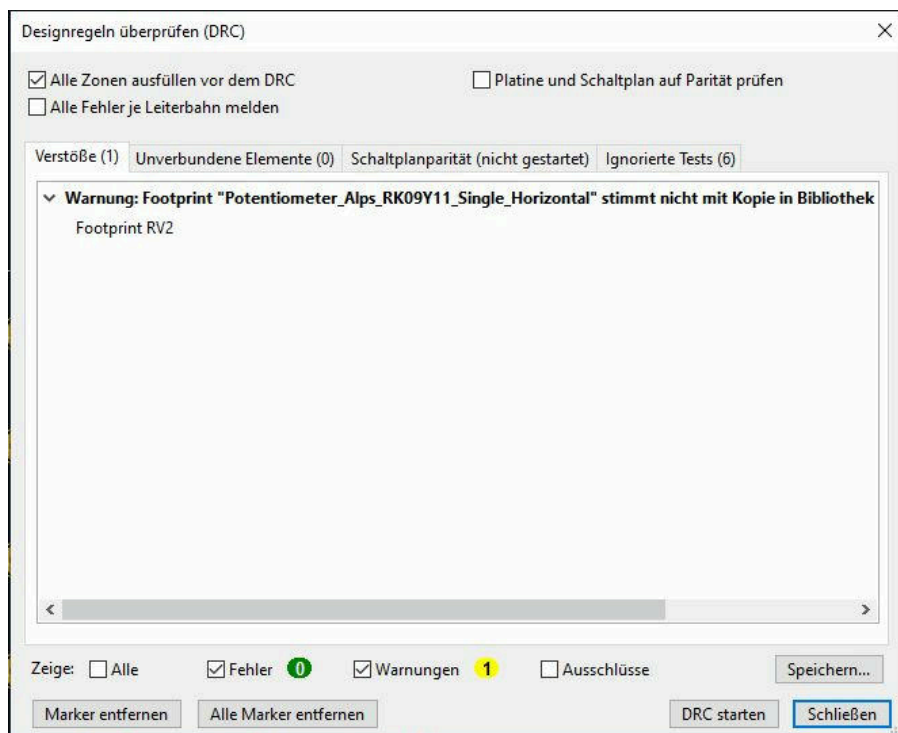 Designregeln überprüfen (DRC)
Alle Zonen ausfüllen vor dem DRC
Platine und Schaltplan auf Parität prüfen
Alle Fehler je Leiterbahn melden
Verstöße (1) Unverbundene Elemente (0) Schaltplanparität (nicht gestartet) Ignorierte Tests (6)
Warnung: Footprint "Potentiometer_Alps_RK09Y11_Single_Horizontal" stimmt nicht mit Kopie in Bibliothek
Footprint RV2
Zeige: Alle Fehler 0 Warnungen 1 Ausschlüsse Speichern...
Marker entfernen Alle Marker entfernen DRC starten Schließen